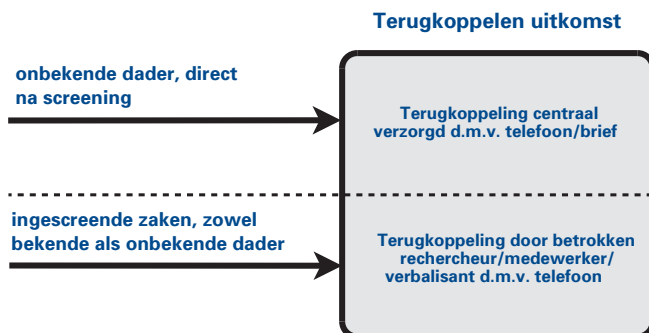 Terugkoppelen uitkomst
onbekende dader, direct
na screening
Terugkoppeling centraal
verzorgd d.m.v. telefoon/brief
ingescreende zaken, zowel
bekende als onbekende dader
Terugkoppeling door betrokken
rechercheur/medewerker/
verbalisant d.m.v. telefoon